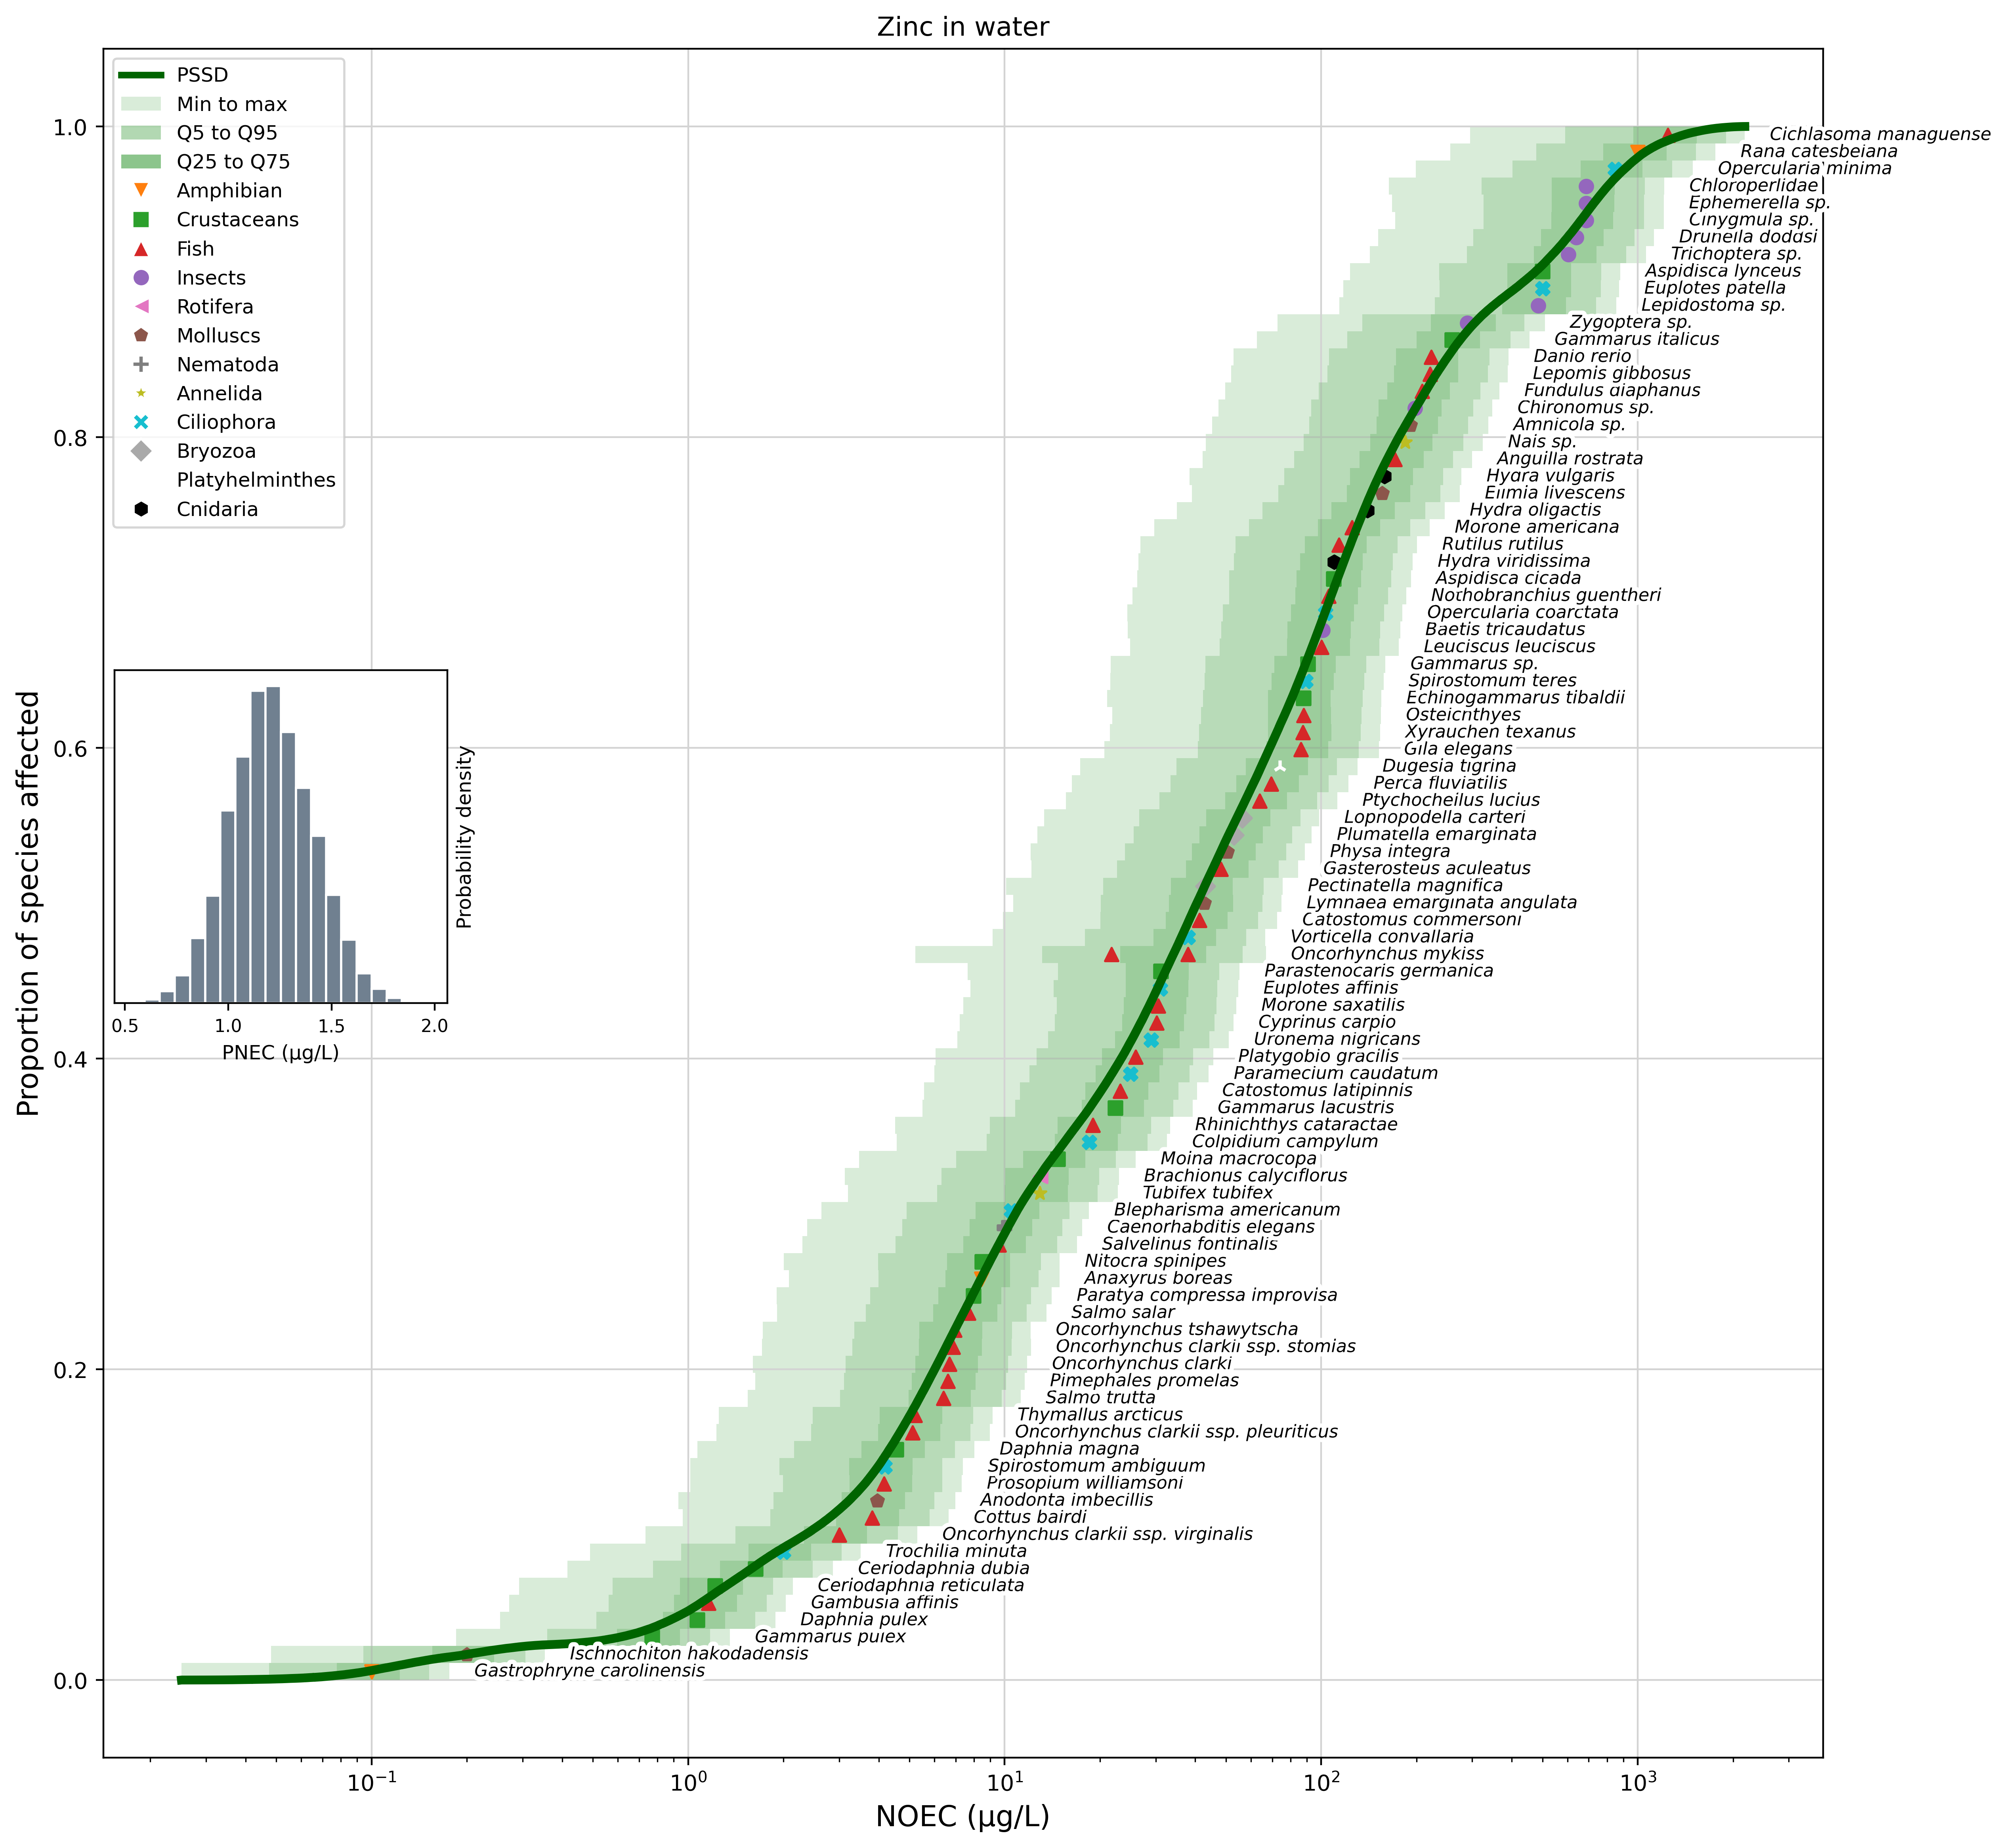 Zinc in water
PSSD
Min to max
Q5 to Q95
Q25 to Q75
Amphibian
Crustaceans
Fish
Insects
Rotifera
Molluscs
Nematoda
Annelida
Ciliophora
Bryozoa
Platyhelminthes
Cnidaria
Proportion of species affected
1.0
0.8
0.6
0.4
0.2
0.0
Cichlasoma managuense
Rana catesbeiana
Opercularia minima
Chloroperlidae
Ephemerella sp.
Cinygmula sp.
Drunella doddsi
Trichoptera sp.
Aspidisca lynceus
Euplotes patella
Lepidostoma sp.
Zygoptera sp.
Gammarus italicus
Danio rerio
Lepomis gibbosus
Fundulus diaphanus
Chironomus sp.
Amnicola sp.
Nais sp.
Anguilla rostrata
Hydra vulgaris
Elimia livescens
Hydra oligactis
Morone americana
Rutilus rutilus
Hydra viridissima
Aspidisca cicada
Nothobranchius guentheri
Opercularia coarctata
Baetis tricaudatus
Leuciscus leuciscus
Gammarus sp.
Spirostomum teres
Echinogammarus tibaldii
Osteichthyes
Xyrauchen texanus
Gila elegans
Dugesia tigrina
Perca fluviatilis
Ptychocheilus lucius
Lophopodella carteri
Plumatella emarginata
Physa integra
Gasterosteus aculeatus
Pectinatella magnifica
Lymnaea emarginata angulata
Catostomus commersoni
Vorticella convallaria
Oncorhynchus mykiss
Parastenocaris germanica
Euplotes affinis
Morone saxatilis
Cyprinus carpio
Uronema nigricans
Platygobio gracilis
Paramecium caudatum
Catostomus latipinnis
Gammarus lacustris
Rhinichthys cataractae
Colpidium campylum
Moina macrocopa
Brachionus calyciflorus
Tubifex tubifex
Blepharisma americanum
Caenorhabditis elegans
Salvelinus fontinalis
Nitocra spinipes
Anaxyrus boreas
Paratya compressa improvisa
Salmo salar
Oncorhynchus tshawytscha
Oncorhynchus clarkii ssp. stomias
Oncorhynchus clarki
Pimephales promelas
Salmo trutta
Thymallus arcticus
Oncorhynchus clarkii ssp. pleuriticus
Daphnia magna
Spirostomum ambiguum
Prosopium williamsoni
Anodonta imbecillis
Cottus bairdi
Oncorhynchus clarkii ssp. virginalis
Trochilia minuta
Ceriodaphnia dubia
Ceriodaphnia reticulata
Gambusia affinis
Daphnia pulex
Gammarus pulex
Ischnochiton hakodadensis
Gastrophryne carolinensis
Probability density
0.5 1.0 1.5 2.0
PNEC (µg/L)
10⁻¹ 10⁰ 10¹ 10² 10³
NOEC (µg/L)